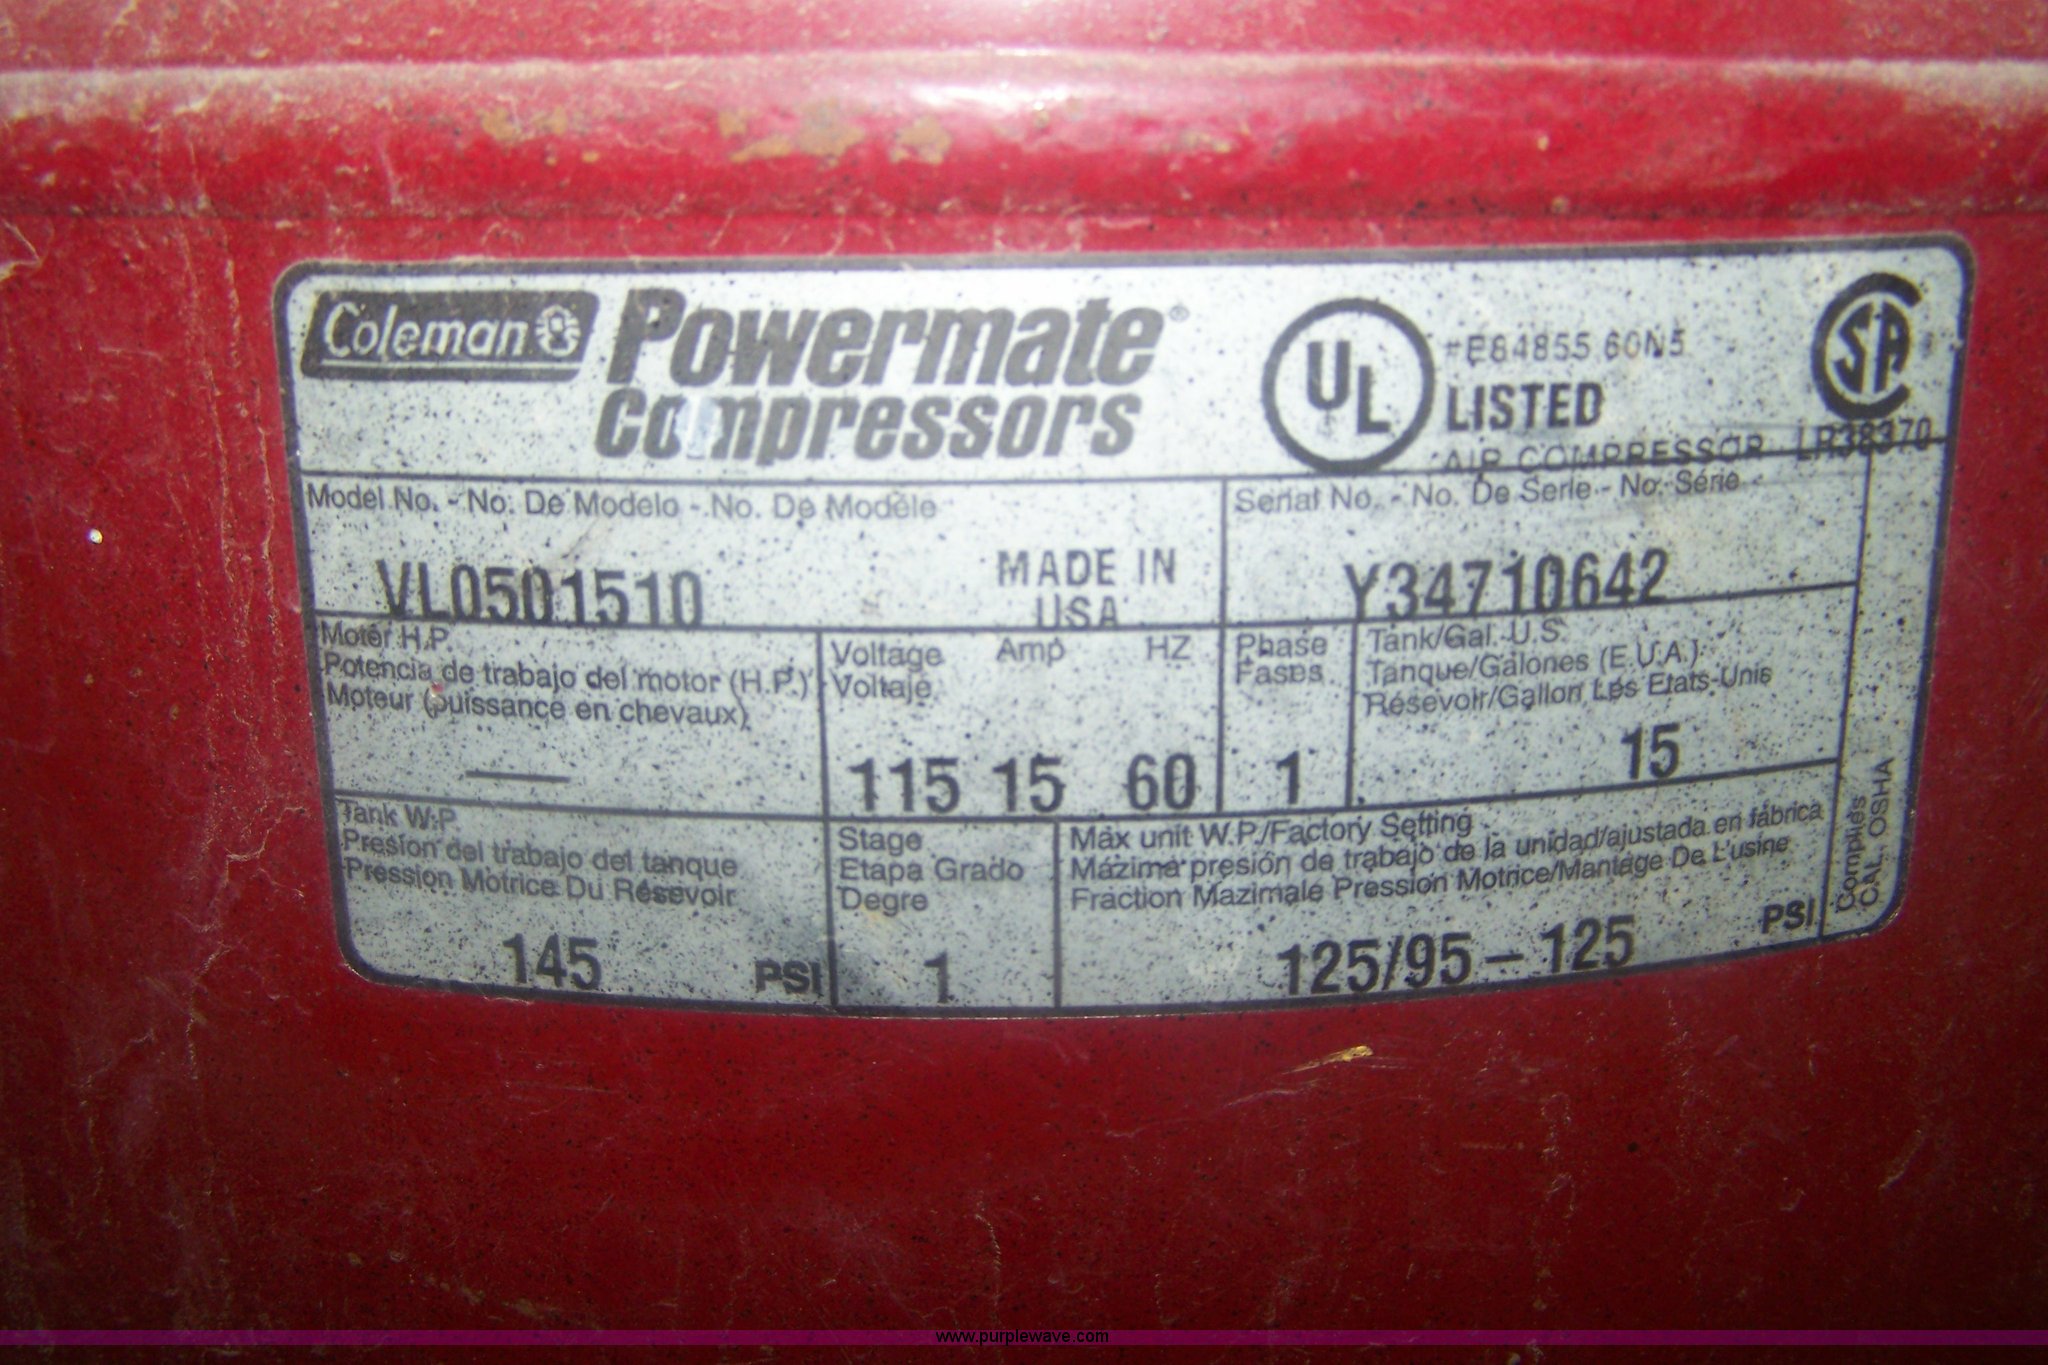 Coleman Powermate®
Compressors
UL #E84855 60N5
LISTED
AIR COMPRESSOR
SA
LR38370
Model No. - No. De Modelo - No. De Modèle
VL0501510
MADE IN
USA
Serial No. - No. De Serie - No. Série
Y34710642
Motor H.P.
Potencia de trabajo del motor (H.P.)
Moteur (puissance en chevaux)
—
Voltage Amp HZ
Voltaje
115 15 60
Phase
Fases
1
Tank/Gal. U.S.
Tanque/Galones (E.U.A.)
Résevoir/Gallon Les Etats-Unis
15
Tank W.P.
Presion del trabajo del tanque
Pression Motrice Du Résevoir
145 PSI
Stage
Etapa Grado
Degre
1
Max unit W.P./Factory Setting
Mázima presión de trabajo de la unidad/ajustada en fábrica
Fraction Mazimale Pression Motrice/Mantage De L'usine
125/95 – 125 PSI
Complies
CAL. OSHA
www.purplewave.com